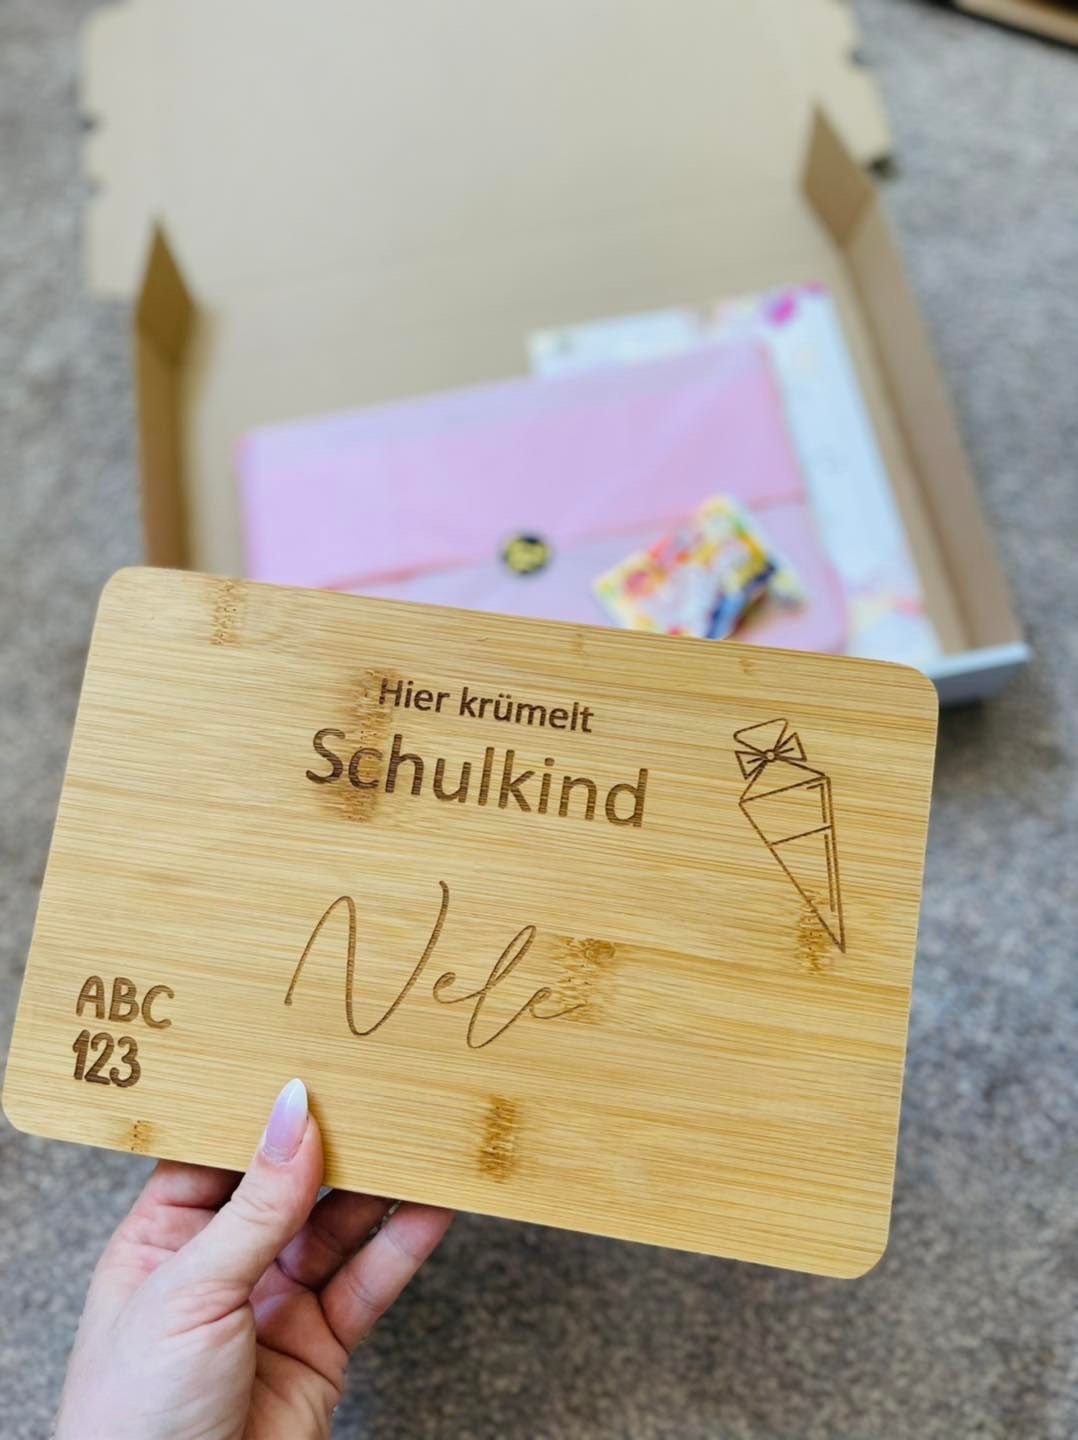 Hier krümelt
Schulkind
Nele
ABC
123